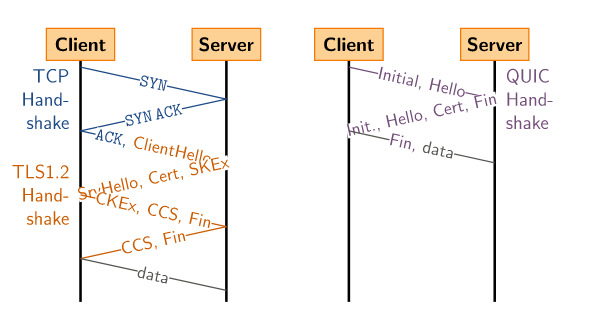 Client
Server
TCP
Hand-
shake
SYN
SYN ACK
ACK, ClientHello
TLS1.2
Hand-
shake
SrvHello, Cert, SKEx
CKEx, CCS, Fin
CCS, Fin
data
Client
Server
Initial, Hello
QUIC
Hand-
shake
Init., Hello, Cert, Fin
Fin, data